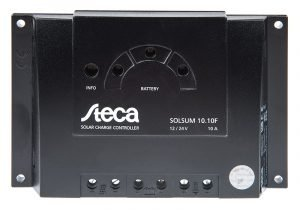 INFO
BATTERY
Steca
SOLSUM 10.10F
SOLAR CHARGE CONTROLLER
12 / 24 V
10 A